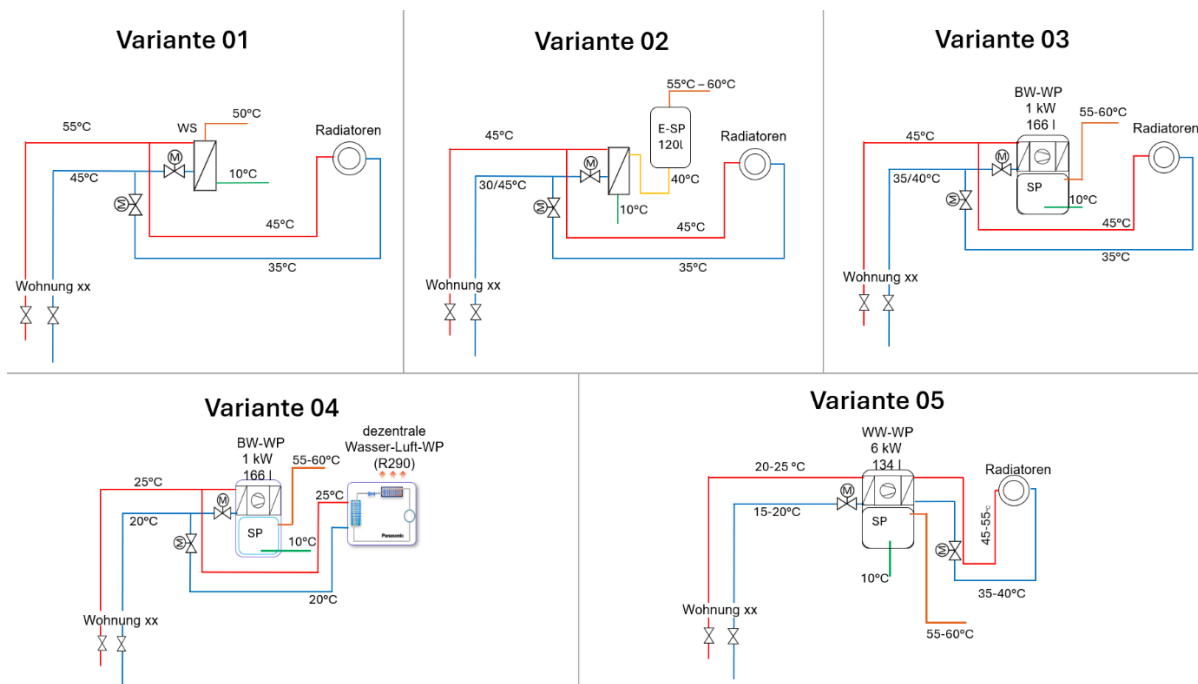 Variante 01
50°C
WS
55°C
Radiatoren
M
10°C
45°C
M
45°C
35°C
Wohnung xx
Variante 02
55°C – 60°C
E-SP
120l
Radiatoren
45°C
M
40°C
30/45°C
10°C
M
45°C
35°C
Wohnung xx
Variante 03
BW-WP
1 kW
166 l
55-60°C
Radiatoren
45°C
M
35/40°C
SP
10°C
M
45°C
35°C
Wohnung xx
Variante 04
BW-WP
1 kW
166 l
dezentrale
Wasser-Luft-WP
(R290)
55-60°C
25°C
M
25°C
20°C
SP
10°C
M
Panasonic
20°C
Wohnung xx
Variante 05
WW-WP
6 kW
134 l
20-25 °C
Radiatoren
M
15-20°C
SP
45-55°C
M
10°C
35-40°C
Wohnung xx
55-60°C